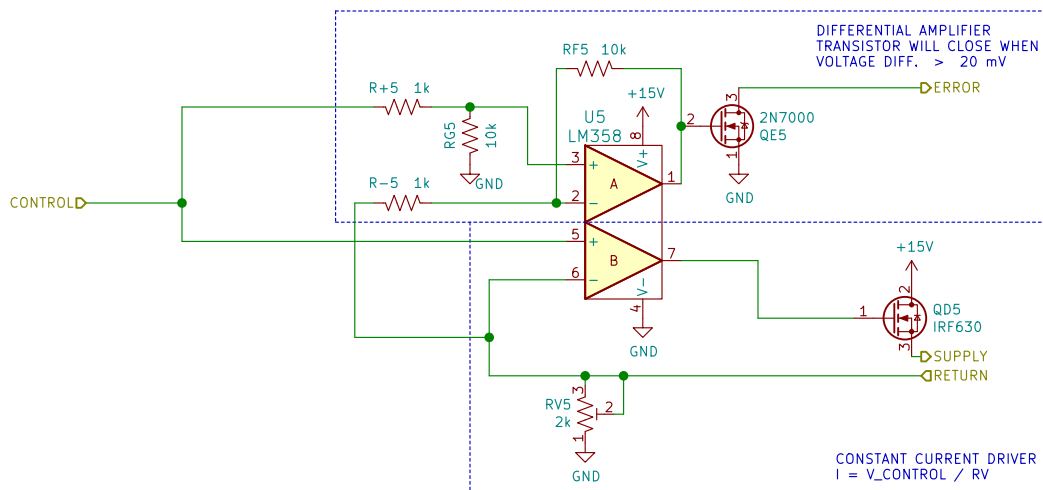 DIFFERENTIAL AMPLIFIER
TRANSISTOR WILL CLOSE WHEN
VOLTAGE DIFF. > 20 mV
RF5 10k
R+5 1k
+15V
ERROR
3
2
2N7000
QE5
1
GND
U5
LM358
RG5
10k
GND
8
V+
3
+
A
1
R-5 1k
2
-
CONTROL
5
+
B
7
6
-
V-
4
GND
+15V
2
1
QD5
IRF630
3
SUPPLY
RETURN
3
RV5
2k
2
1
GND
CONSTANT CURRENT DRIVER
I = V_CONTROL / RV